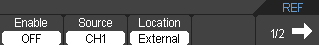 REF
Enable Source Location
OFF CH1 External 1/2